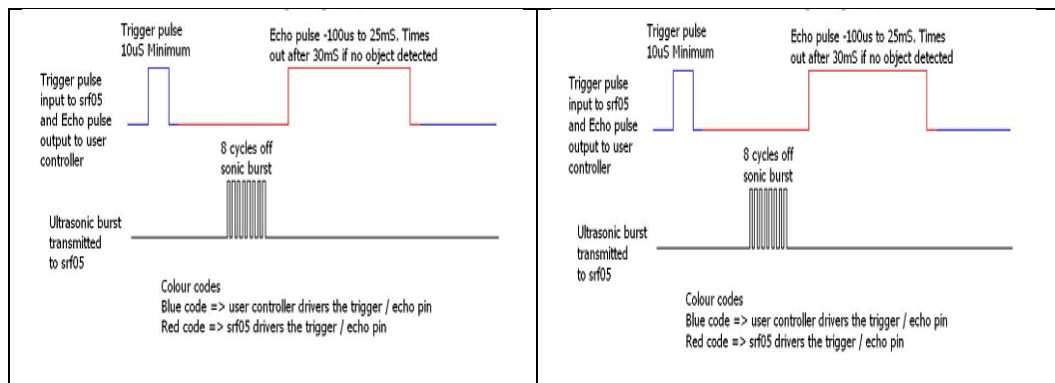 Trigger pulse
10uS Minimum
Echo pulse -100us to 25mS. Times
out after 30mS if no object detected
Trigger pulse
input to srf05
and Echo pulse
output to user
controller
8 cycles off
sonic burst
Ultrasonic burst
transmitted
to srf05
Colour codes
Blue code => user controller drivers the trigger / echo pin
Red code => srf05 drivers the trigger / echo pin
Trigger pulse
10uS Minimum
Echo pulse -100us to 25mS. Times
out after 30mS if no object detected
Trigger pulse
input to srf05
and Echo pulse
output to user
controller
8 cycles off
sonic burst
Ultrasonic burst
transmitted
to srf05
Colour codes
Blue code => user controller drivers the trigger / echo pin
Red code => srf05 drivers the trigger / echo pin